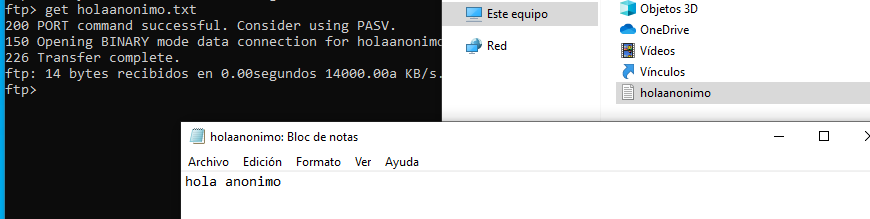 ftp> get holaanonimo.txt
200 PORT command successful. Consider using PASV.
150 Opening BINARY mode data connection for holaanonimo
226 Transfer complete.
ftp: 14 bytes recibidos en 0.00segundos 14000.00a KB/s.
ftp>
Este equipo
Red
Objetos 3D
OneDrive
Vídeos
Vínculos
holaanonimo
holaanonimo: Bloc de notas
Archivo Edición Formato Ver Ayuda
hola anonimo